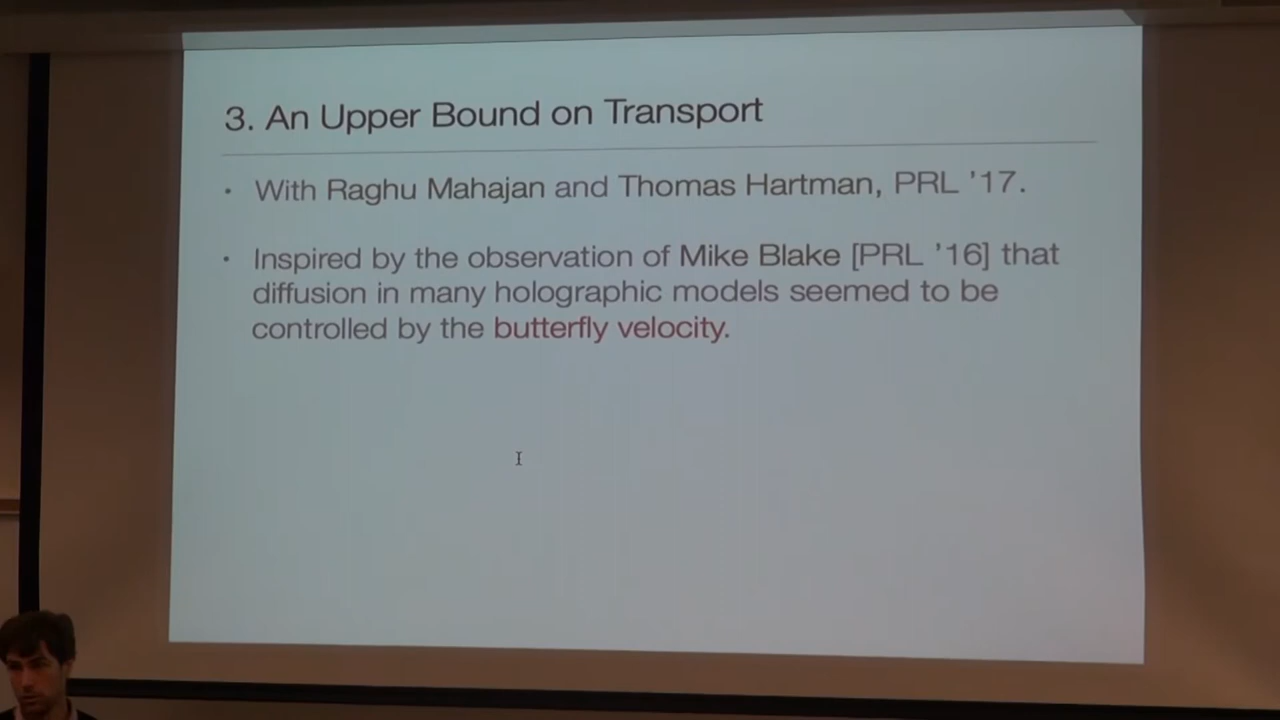 3. An Upper Bound on Transport
• With Raghu Mahajan and Thomas Hartman, PRL ’17.
• Inspired by the observation of Mike Blake [PRL ’16] that
diffusion in many holographic models seemed to be
controlled by the butterfly velocity.